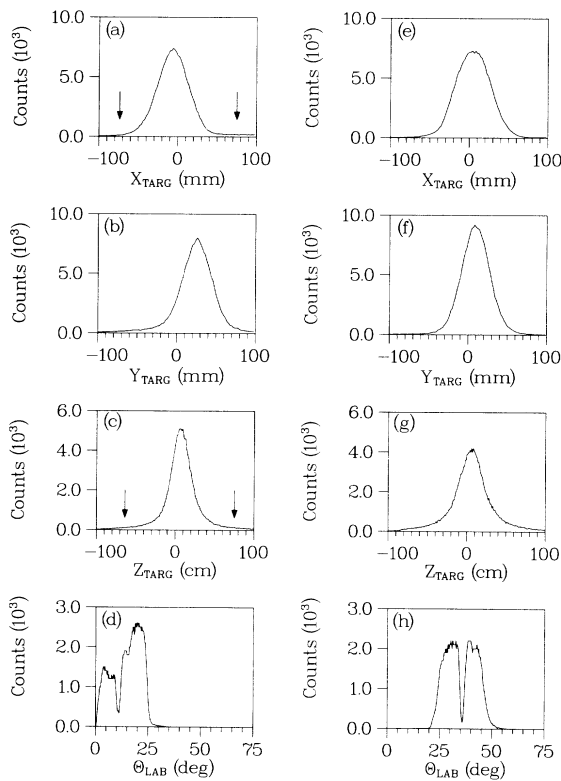 (a)
Counts (10³)
10.0
5.0
0.0
−100 0 100
X_TARG (mm)
(e)
Counts (10³)
10.0
5.0
0.0
−100 0 100
X_TARG (mm)
(b)
Counts (10³)
10.0
5.0
0.0
−100 0 100
Y_TARG (mm)
(f)
Counts (10³)
10.0
5.0
0.0
−100 0 100
Y_TARG (mm)
(c)
Counts (10³)
6.0
4.0
2.0
0.0
−100 0 100
Z_TARG (cm)
(g)
Counts (10³)
6.0
4.0
2.0
0.0
−100 0 100
Z_TARG (cm)
(d)
Counts (10³)
3.0
2.0
1.0
0.0
0 25 50 75
Θ_LAB (deg)
(h)
Counts (10³)
3.0
2.0
1.0
0.0
0 25 50 75
Θ_LAB (deg)